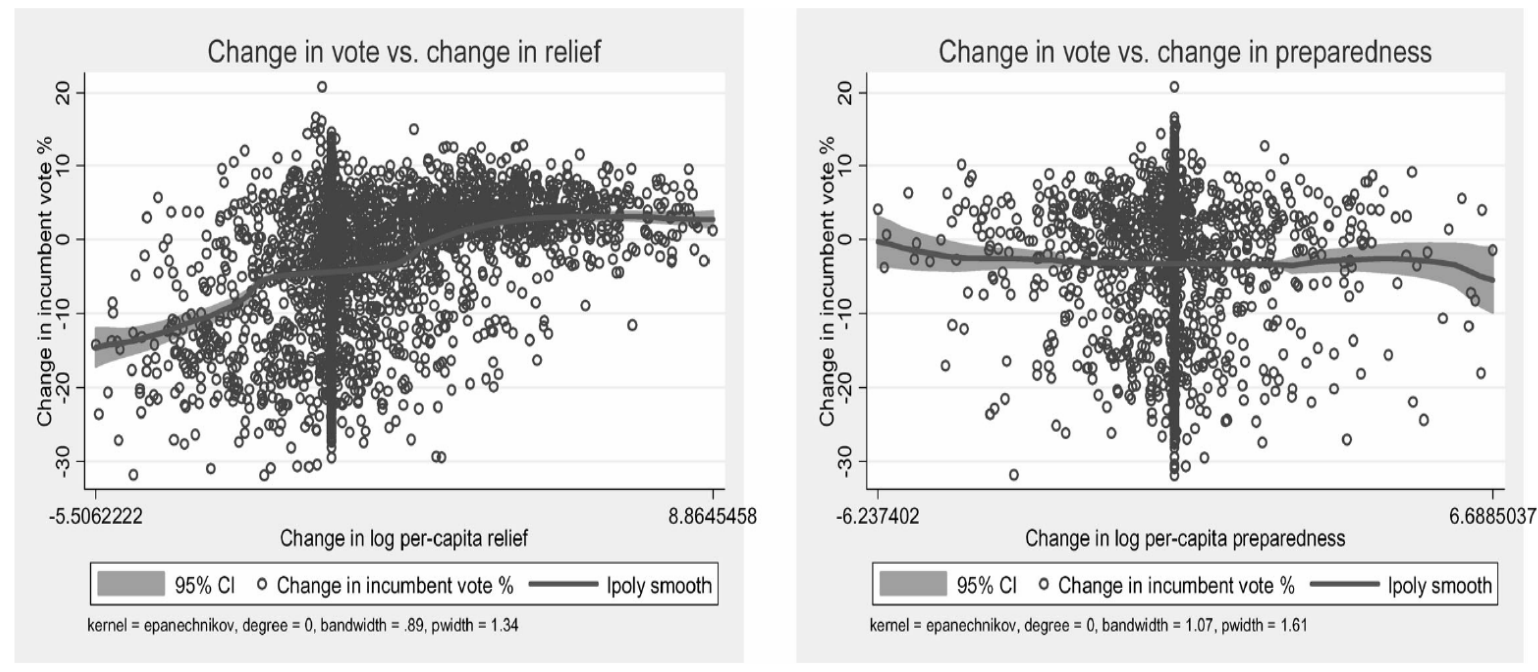 Change in vote vs. change in relief
20
10
0
-10
-20
-30
Change in incumbent vote %
-5.5062222
8.8645458
Change in log per-capita relief
95% CI
Change in incumbent vote %
lpoly smooth
kernel = epanechnikov, degree = 0, bandwidth = .89, pwidth = 1.34
Change in vote vs. change in preparedness
20
10
0
-10
-20
-30
Change in incumbent vote %
-6.237402
6.6885037
Change in log per-capita preparedness
95% CI
Change in incumbent vote %
lpoly smooth
kernel = epanechnikov, degree = 0, bandwidth = 1.07, pwidth = 1.61